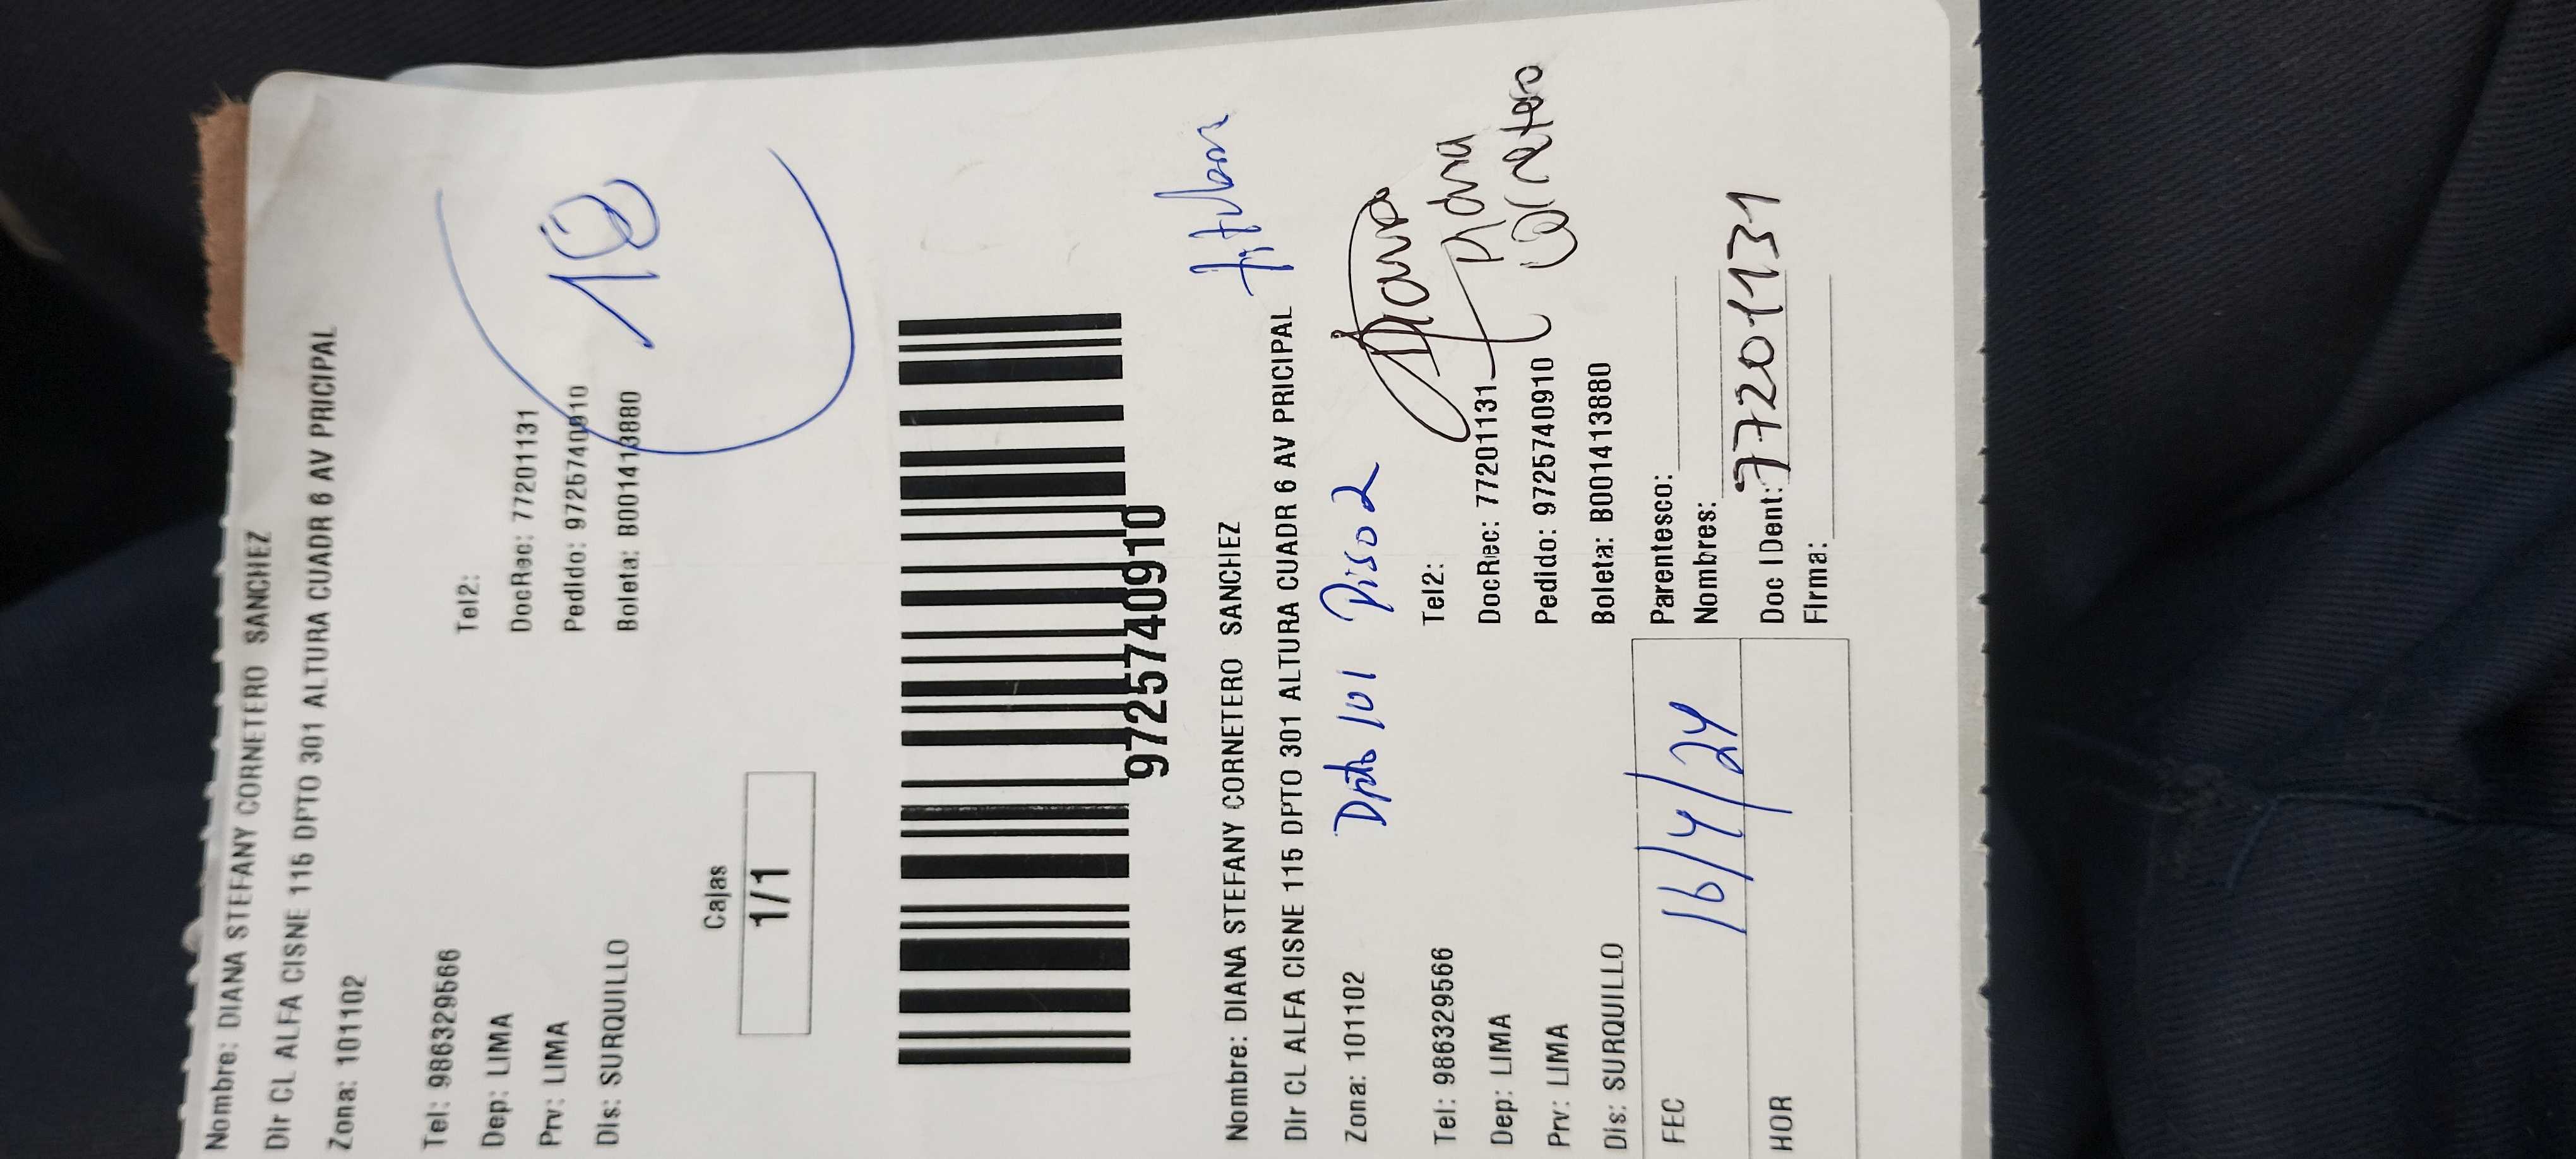 Nombre: DIANA STEFANY CORNETERO SANCHEZ
Dir CL ALFA CISNE 115 DPTO 301 ALTURA CUADR 6 AV PRICIPAL
Zona: 101102
Tel: 986329566
Tel2:
Dep: LIMA
DocRec: 77201131
Prv: LIMA
Pedido: 9725740910
Dis: SURQUILLO
Boleta: B001413880
18
Cajas
1/1
9725740910
Nombre: DIANA STEFANY CORNETERO SANCHEZ
Dir CL ALFA CISNE 115 DPTO 301 ALTURA CUADR 6 AV PRICIPAL
Zona: 101102
Dpto 101 Piso 2
Tel: 986329566
Tel2:
Diana
Dep: LIMA
DocRec: 77201131
Diana
Prv: LIMA
Pedido: 9725740910
Dis: SURQUILLO
Boleta: B001413880
FEC
16/4/24
Parentesco:
Nombres:
HOR
Doc IDent: 77201131
Firma: